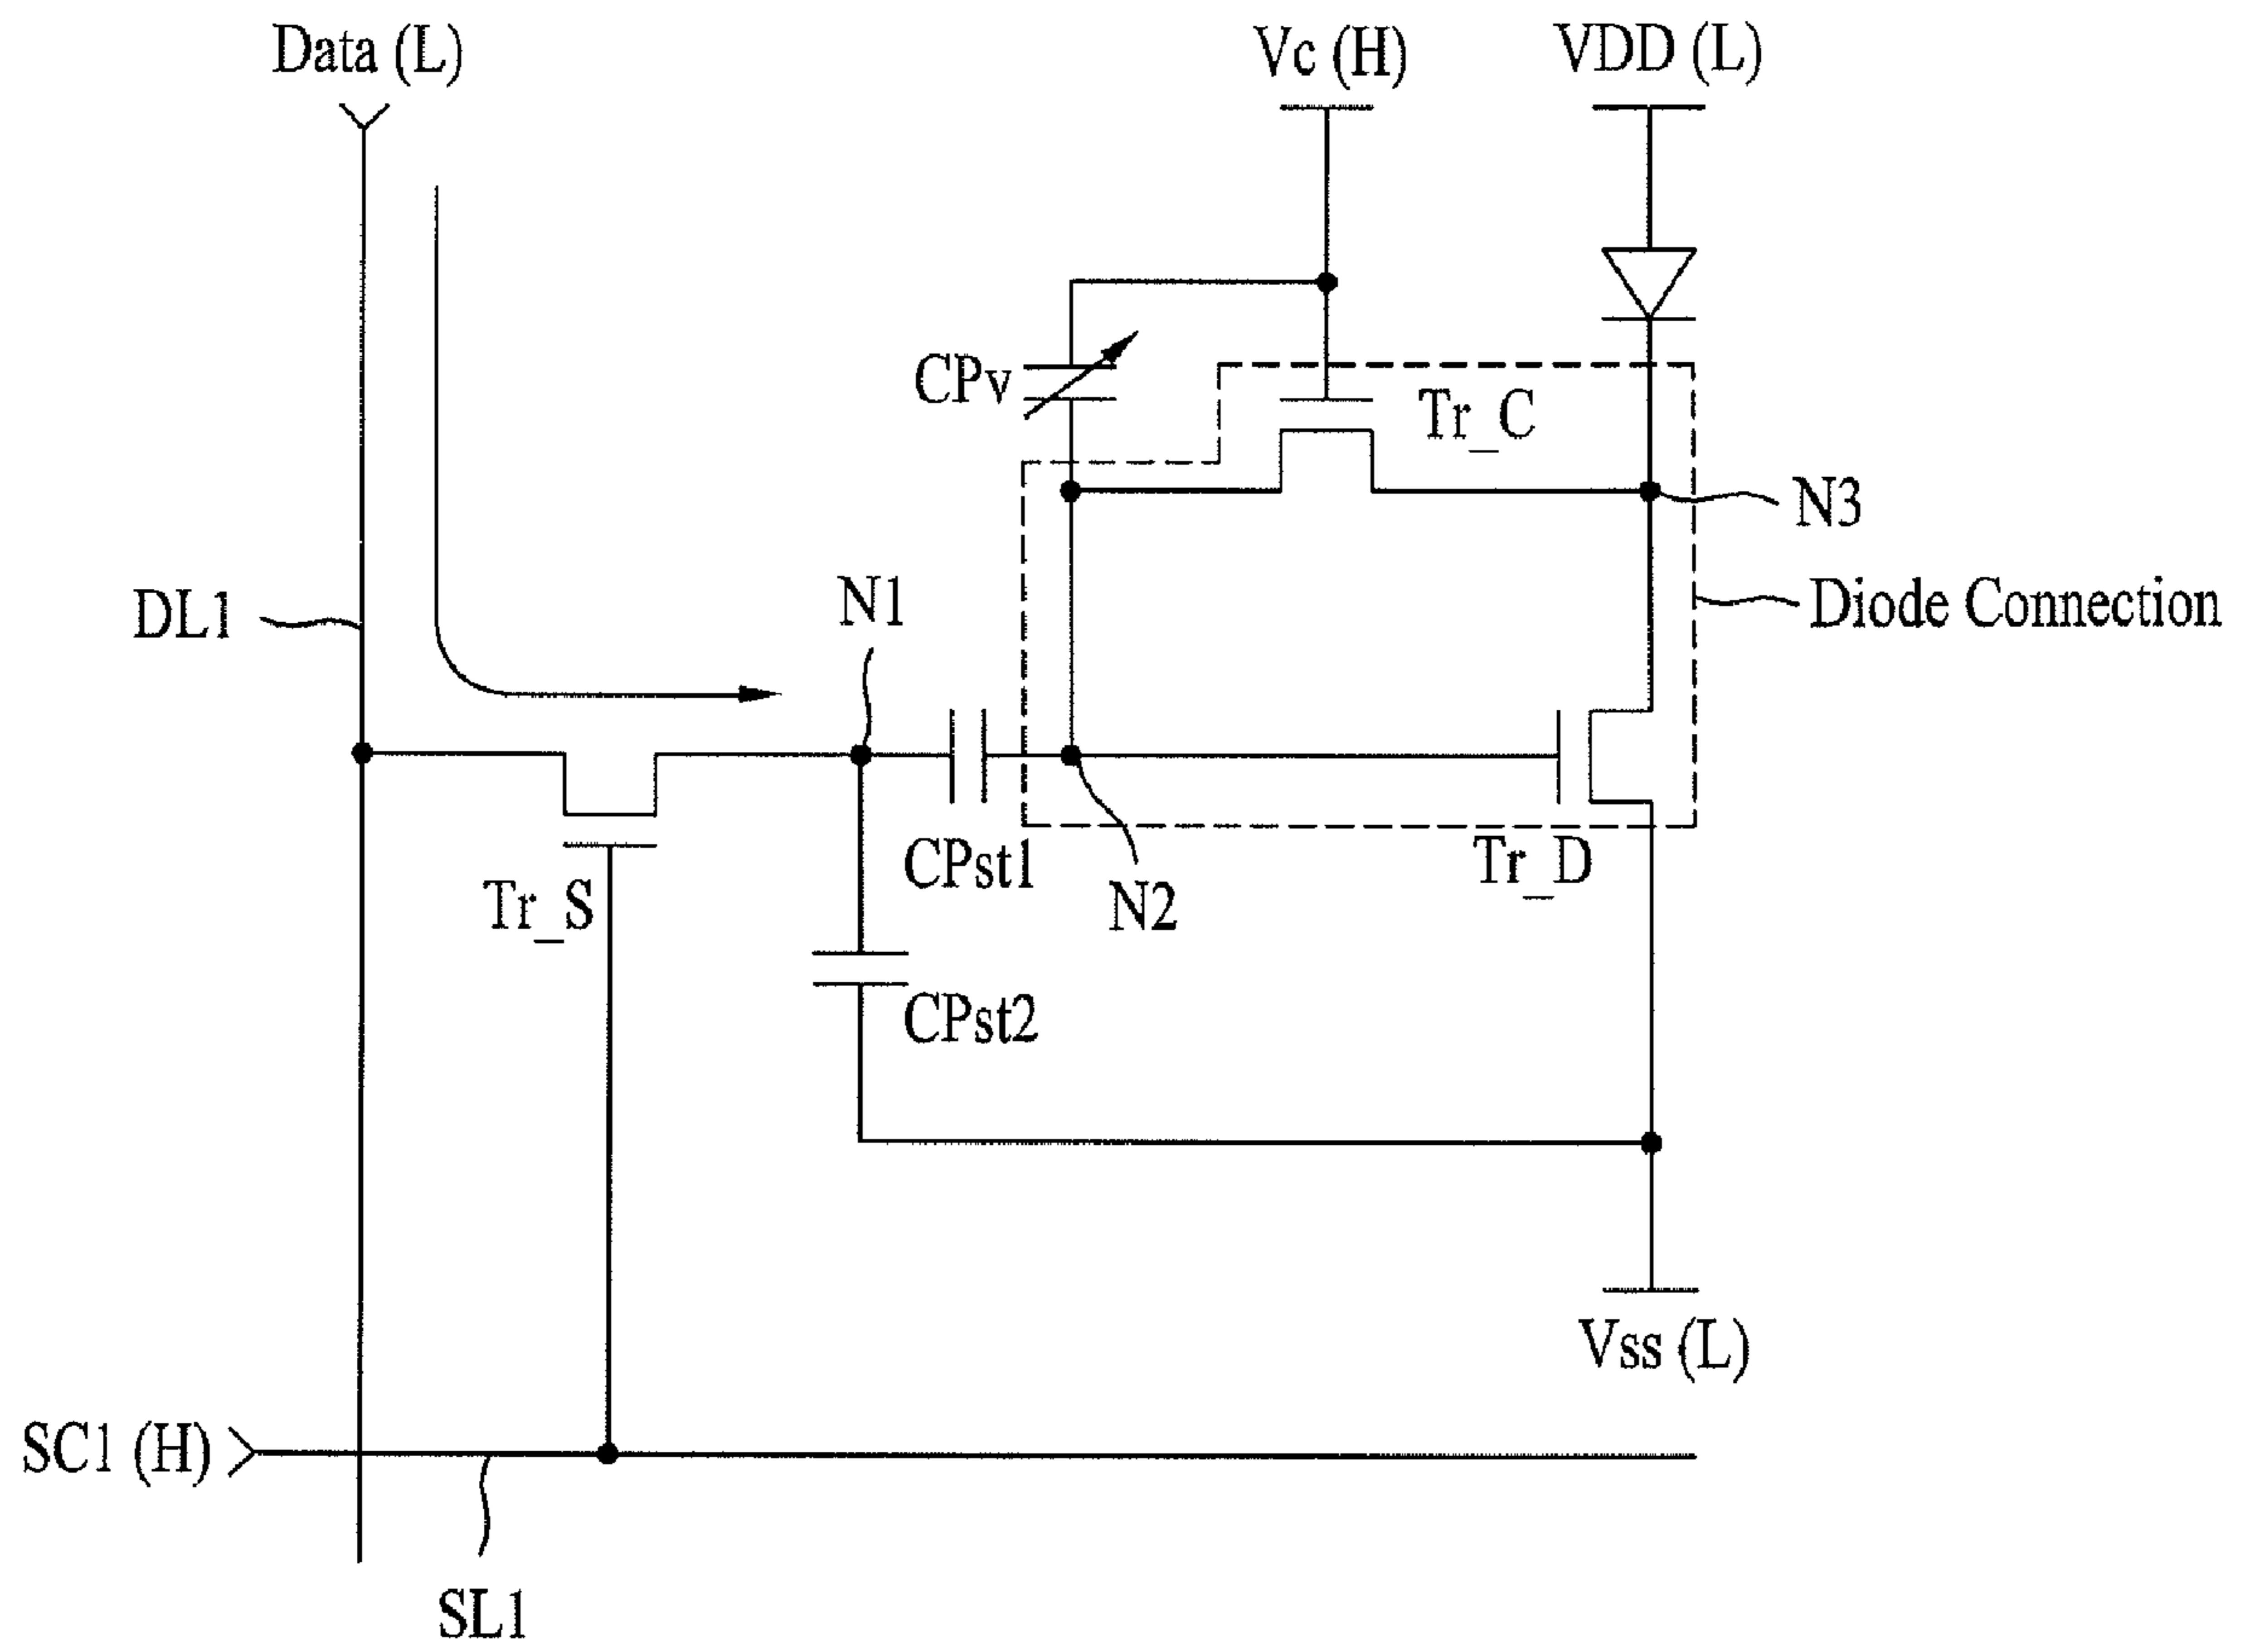 Data (L)
Vc (H)
VDD (L)
CPv
Tr_C
N3
DL1
N1
Diode Connection
CPst1
Tr_D
Tr_S
N2
CPst2
Vss (L)
SC1 (H)
SL1